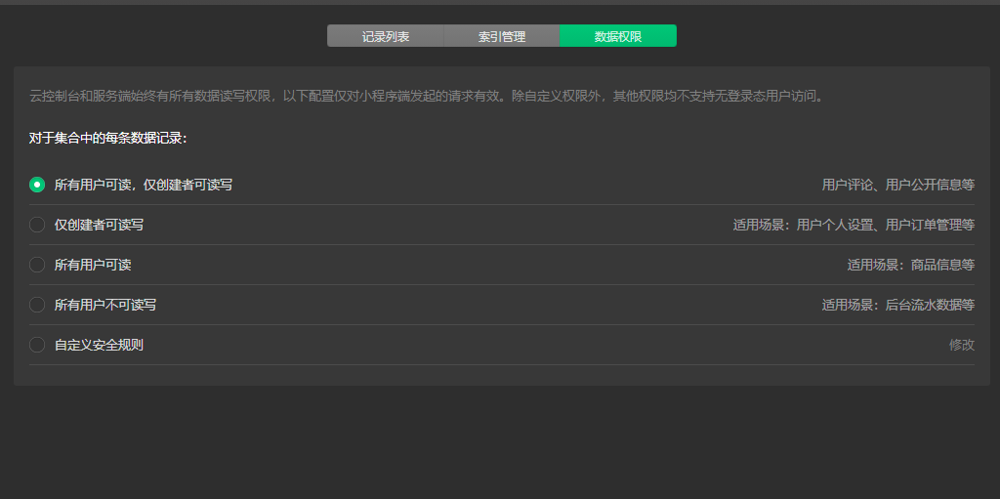 记录列表 索引管理 数据权限
云控制台和服务端始终有所有数据读写权限，以下配置仅对小程序端发起的请求有效。除自定义权限外，其他权限均不支持无登录态用户访问。
对于集合中的每条数据记录：
所有用户可读，仅创建者可读写 用户评论、用户公开信息等
仅创建者可读写 适用场景：用户个人设置、用户订单管理等
所有用户可读 适用场景：商品信息等
所有用户不可读写 适用场景：后台流水数据等
自定义安全规则 修改